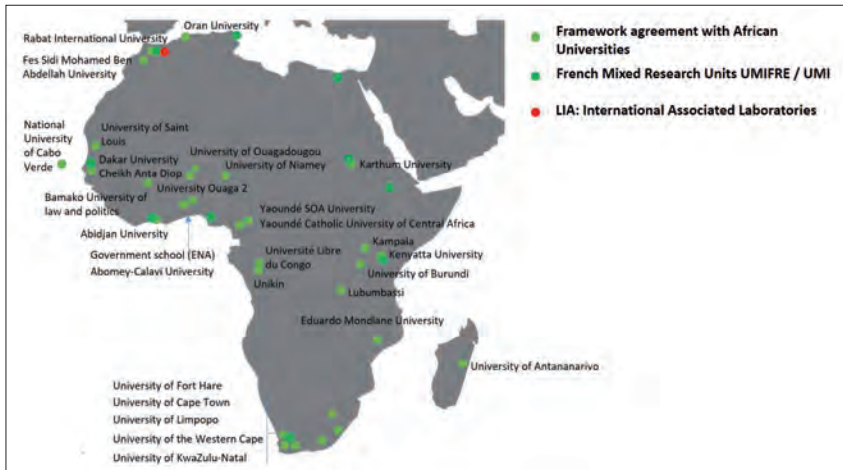 Oran University
Rabat International University
Fes Sidi Mohamed Ben
Abdellah University
National
University
of Cabo
Verde
University of Saint
Louis
Dakar University
Cheikh Anta Diop
University of Ouagadougou
University of Niamey
University Ouaga 2
Karthum University
Bamako University of
law and politics
Abidjan University
Yaoundé SOA University
Yaoundé Catholic University of Central Africa
Government school (ENA)
Abomey-Calavi University
Université Libre
du Congo
Unikin
Kampala
Kenyatta University
University of Burundi
Lubumbassi
Eduardo Mondlane University
University of Antananarivo
University of Fort Hare
University of Cape Town
University of Limpopo
University of the Western Cape
University of KwaZulu-Natal
Framework agreement with African
Universities
French Mixed Research Units UMIFRE / UMI
LIA: International Associated Laboratories